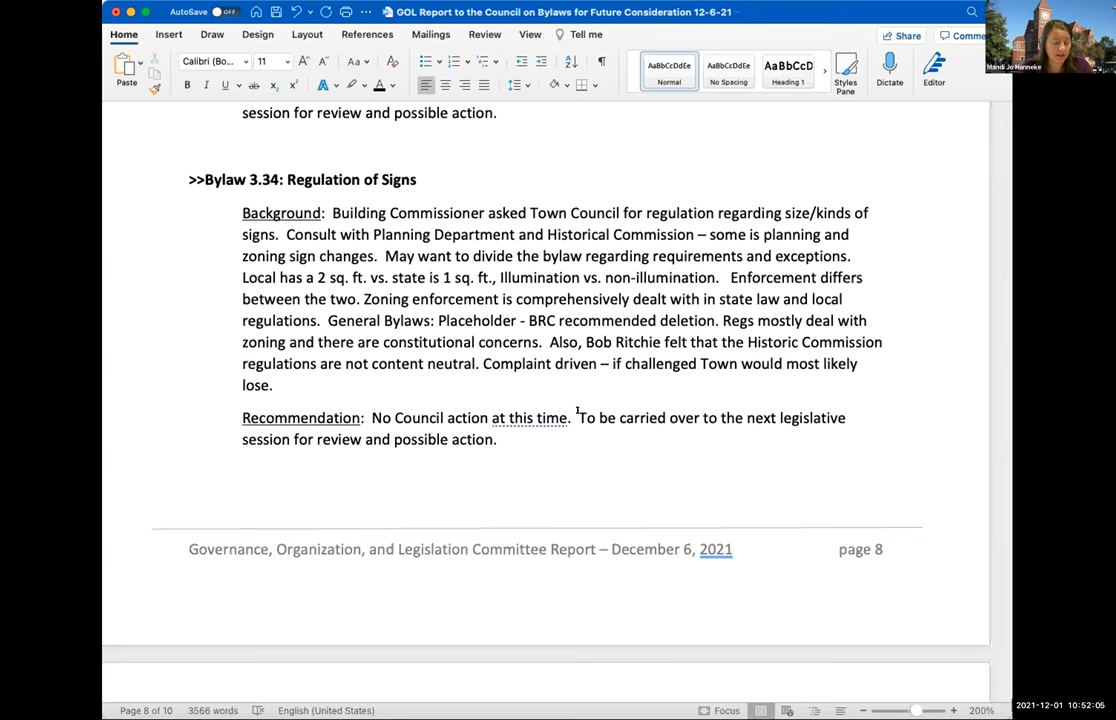 AutoSave OFF
GOL Report to the Council on Bylaws for Future Consideration 12-6-21
Home Insert Draw Design Layout References Mailings Review View Tell me
Share Comme
Paste
Calibri (Bo... 11
AaBbCcDdEe AaBbCcDdEe AaBbCcD
Normal No Spacing Heading 1
Styles Pane
Dictate
Editor
Mandi Jo Hanneke
session for review and possible action.
>>Bylaw 3.34: Regulation of Signs
Background: Building Commissioner asked Town Council for regulation regarding size/kinds of
signs. Consult with Planning Department and Historical Commission – some is planning and
zoning sign changes. May want to divide the bylaw regarding requirements and exceptions.
Local has a 2 sq. ft. vs. state is 1 sq. ft., Illumination vs. non-illumination. Enforcement differs
between the two. Zoning enforcement is comprehensively dealt with in state law and local
regulations. General Bylaws: Placeholder - BRC recommended deletion. Regs mostly deal with
zoning and there are constitutional concerns. Also, Bob Ritchie felt that the Historic Commission
regulations are not content neutral. Complaint driven – if challenged Town would most likely
lose.
Recommendation: No Council action at this time. To be carried over to the next legislative
session for review and possible action.
Governance, Organization, and Legislation Committee Report – December 6, 2021 page 8
Page 8 of 10 3566 words English (United States) Focus 200%
2021-12-01 10:52:05